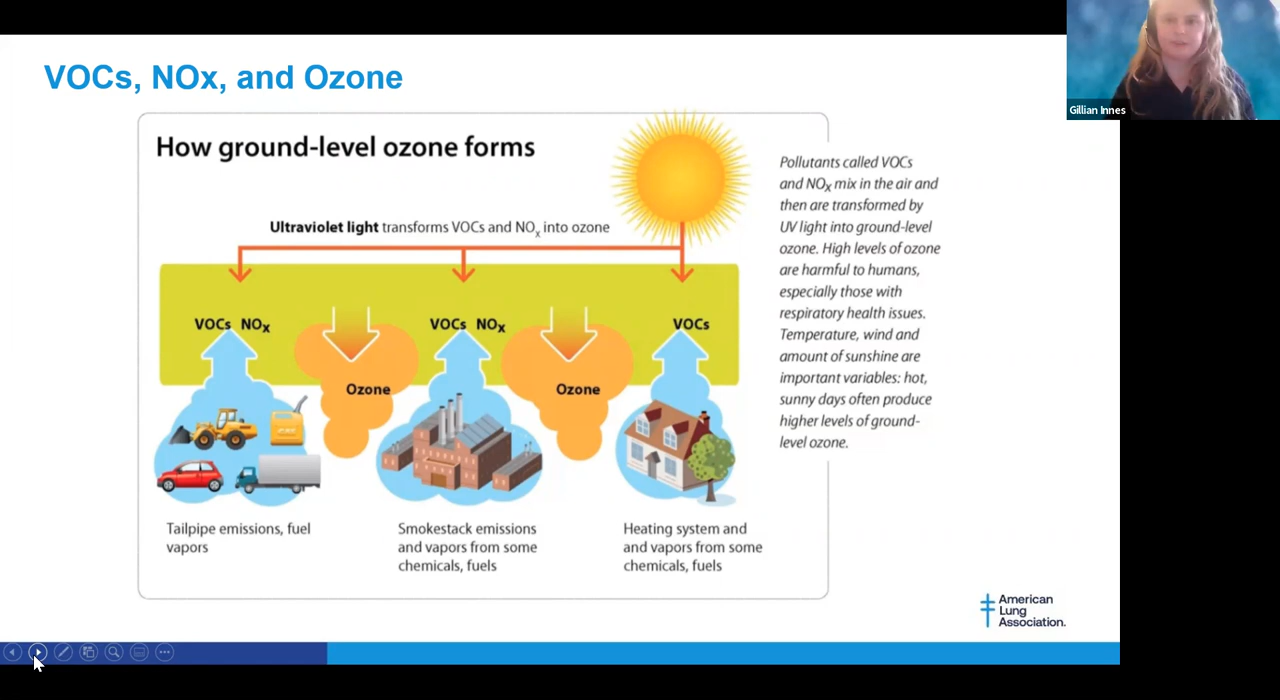 VOCs, NOx, and Ozone
Gillian Innes
How ground-level ozone forms
Ultraviolet light transforms VOCs and NOx into ozone
Pollutants called VOCs
and NOx mix in the air and
then are transformed by
UV light into ground-level
ozone. High levels of ozone
are harmful to humans,
especially those with
respiratory health issues.
Temperature, wind and
amount of sunshine are
important variables: hot,
sunny days often produce
higher levels of ground-
level ozone.
VOCs NOx
VOCs NOx
VOCs
Ozone
Ozone
Tailpipe emissions, fuel
vapors
Smokestack emissions
and vapors from some
chemicals, fuels
Heating system and
and vapors from some
chemicals, fuels
American
Lung
Association.